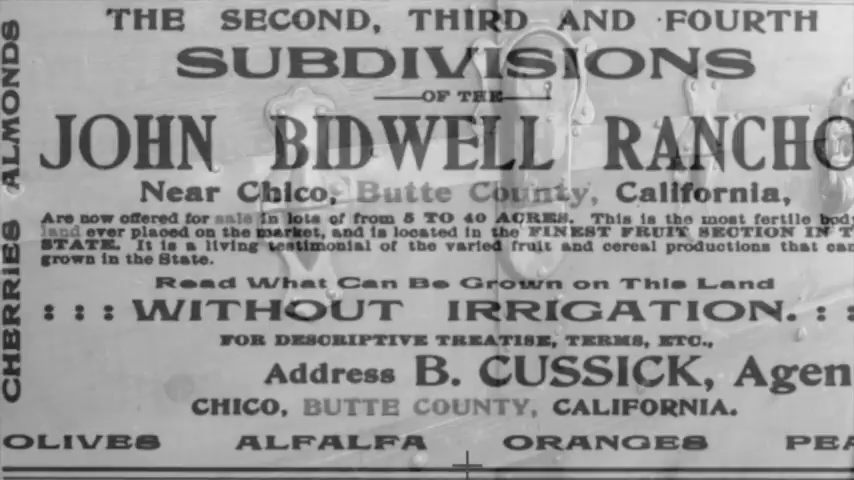 THE SECOND, THIRD AND FOURTH
SUBDIVISIONS
OF THE
JOHN BIDWELL RANCHO
Near Chico, Butte County, California,
Are now offered for sale in lots of from 5 TO 40 ACRES. This is the most fertile body
land ever placed on the market, and is located in the FINEST FRUIT SECTION IN T
STATE. It is a living testimonial of the varied fruit and cereal productions that can
grown in the State.
Read What Can Be Grown on This Land
: : : WITHOUT IRRIGATION. : :
FOR DESCRIPTIVE TREATISE, TERMS, ETC.,
Address B. CUSSICK, Agen
CHICO, BUTTE COUNTY, CALIFORNIA.
OLIVES ALFALFA ORANGES PEA
CHERRIES ALMONDS